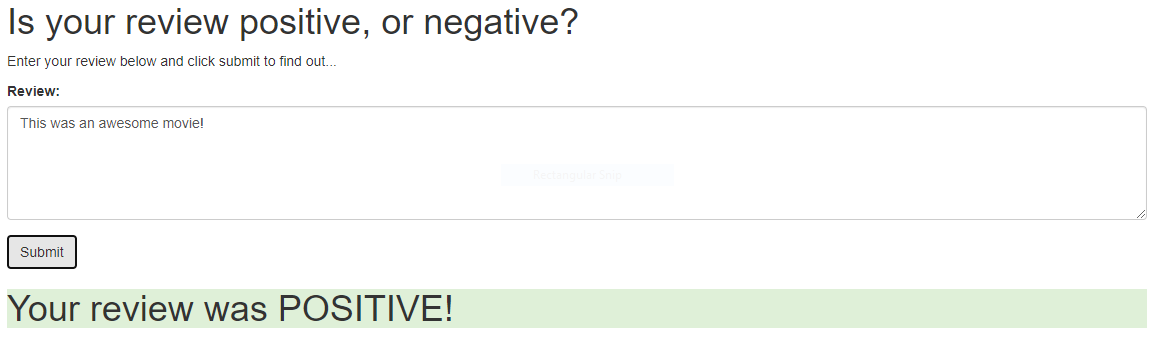 Is your review positive, or negative?
Enter your review below and click submit to find out...
Review:
This was an awesome movie!
Rectangular Snip
Submit
Your review was POSITIVE!